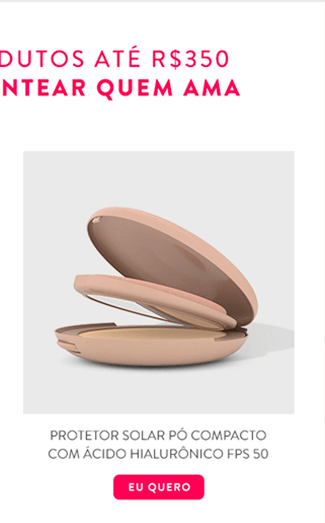 DUTOS ATÉ R$350
NTEAR QUEM AMA
PROTETOR SOLAR PÓ COMPACTO
COM ÁCIDO HIALURÔNICO FPS 50
EU QUERO